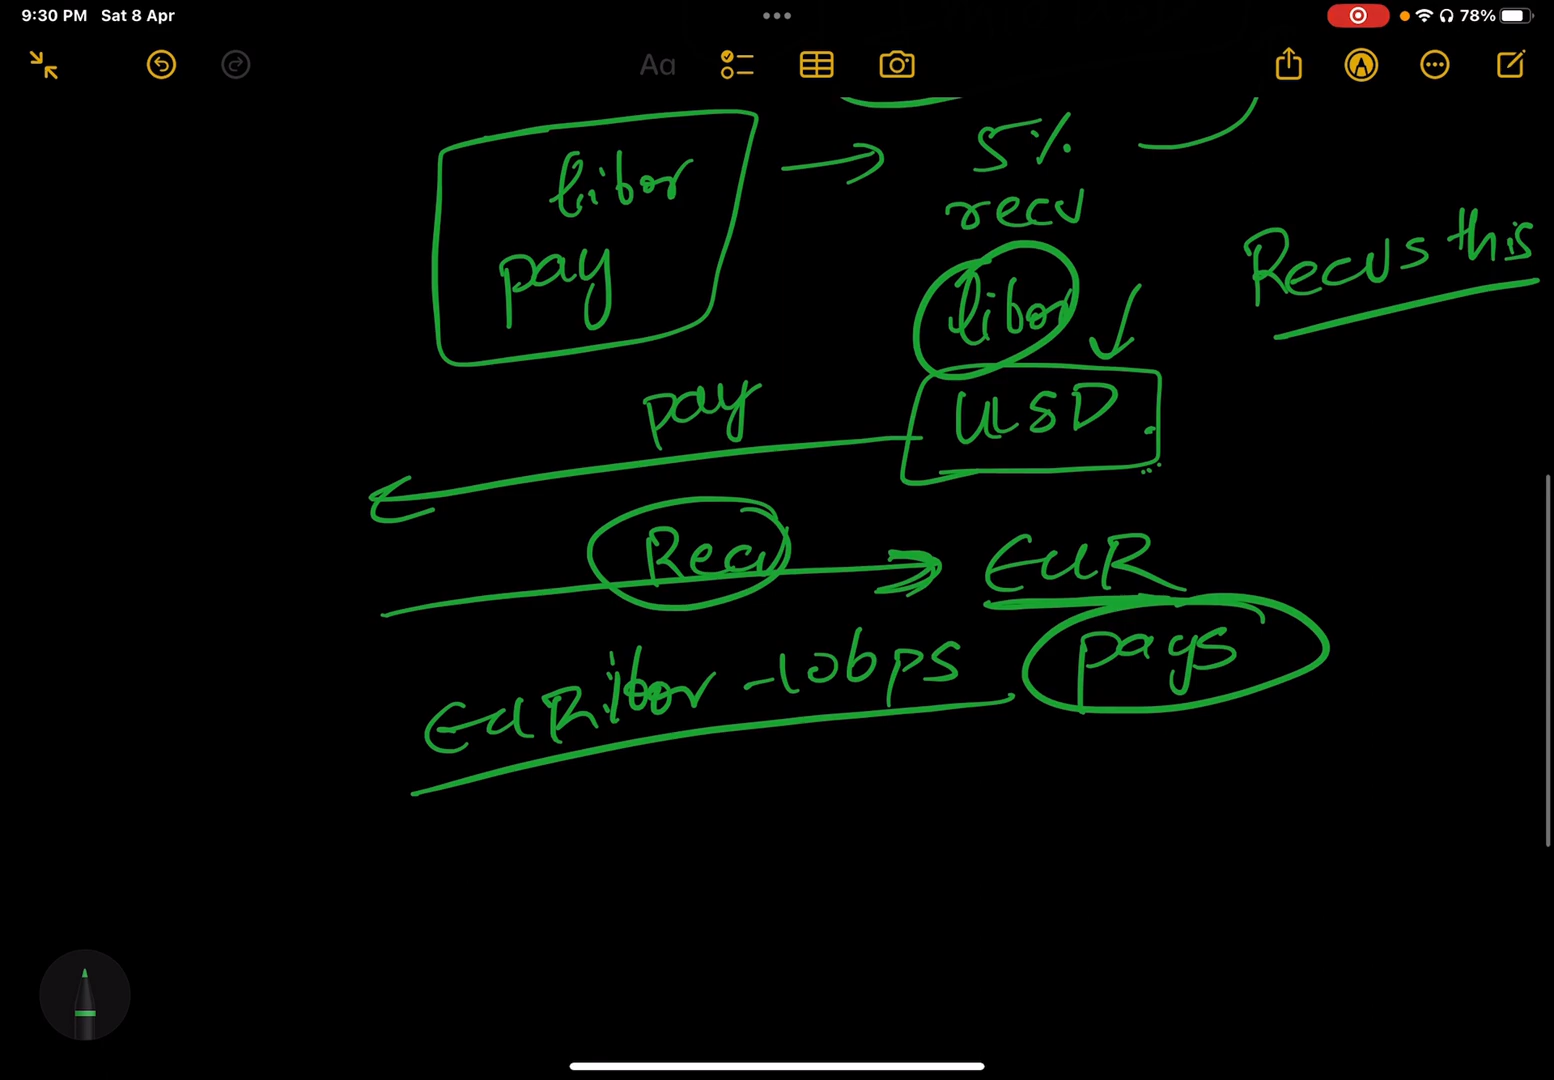 9:30 PM Sat 8 Apr
78%
Aa
libor
pay
5%
recv
Recvs this
libor
USD
pay
Recv
EUR
EURibor -10bps
pays